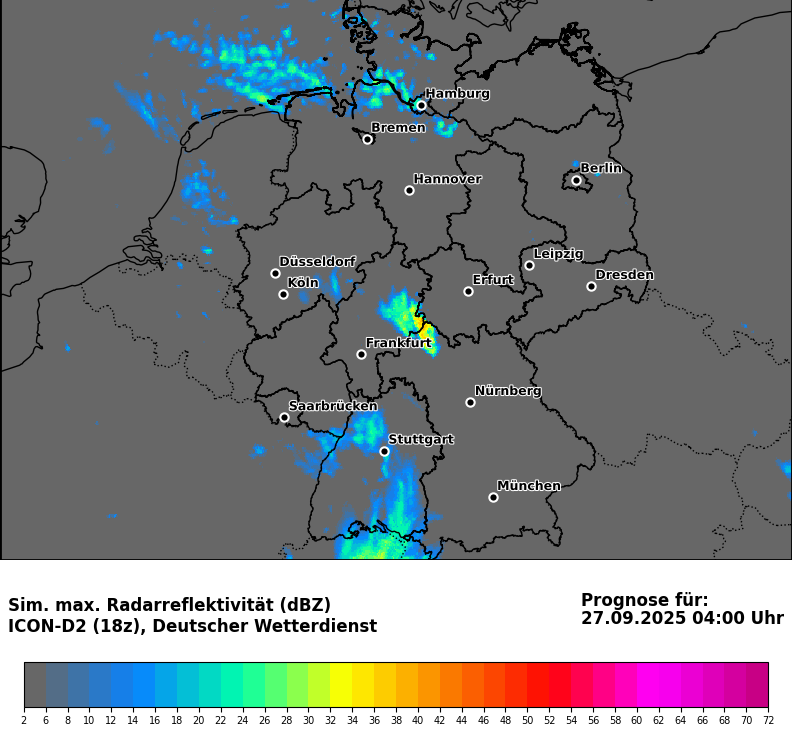 Hamburg
Bremen
Berlin
Hannover
Düsseldorf
Leipzig
Köln
Erfurt
Dresden
Frankfurt
Nürnberg
Saarbrücken
Stuttgart
München
Sim. max. Radarreflektivität (dBZ)
ICON-D2 (18z), Deutscher Wetterdienst
Prognose für:
27.09.2025 04:00 Uhr
2 6 8 10 12 14 16 18 20 22 24 26 28 30 32 34 36 38 40 42 44 46 48 50 52 54 56 58 60 62 64 66 68 70 72